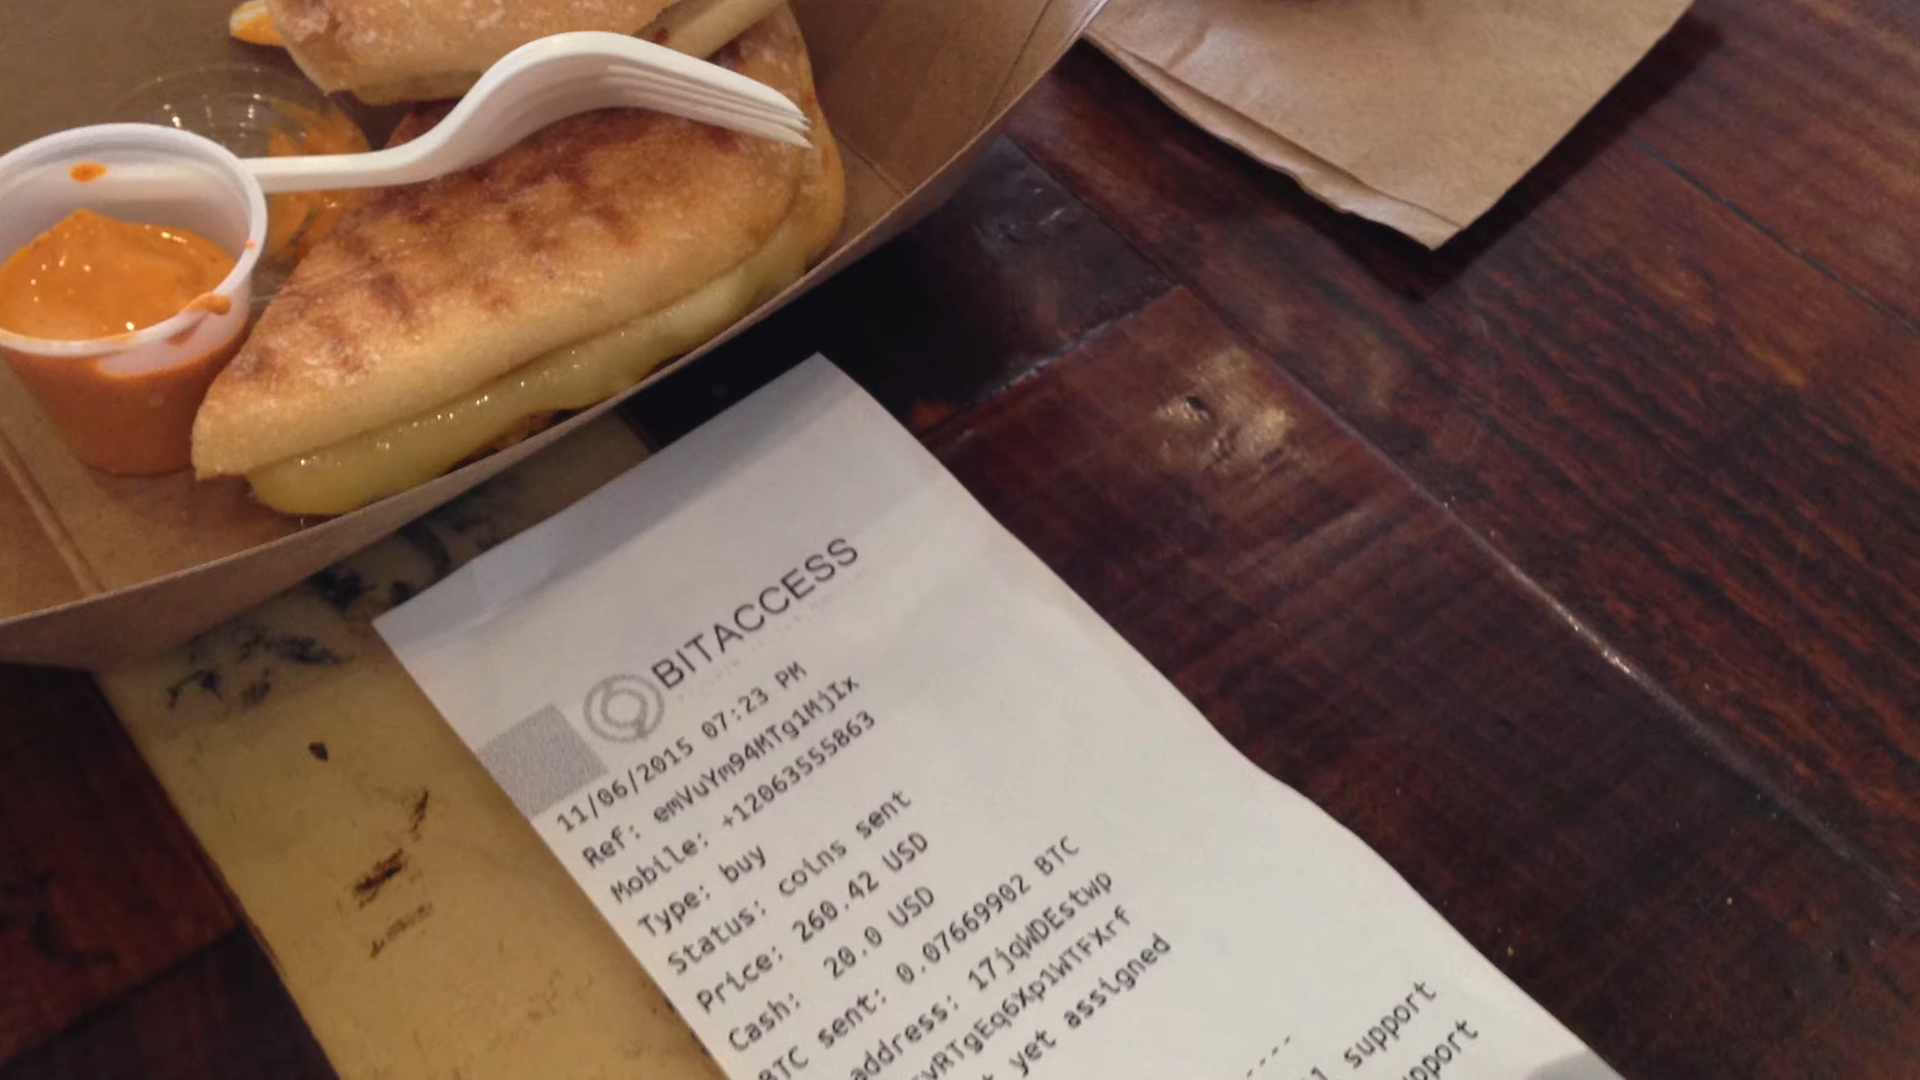 BITACCESS
11/06/2015 07:23 PM
Ref: emVuYm94MTg1MjIx
Mobile: +12063555863
Type: buy
Status: coins sent
Price: 260.42 USD
Cash: 20.0 USD
BTC sent: 0.07669902 BTC
address: 17jqWDEstwp
EyRTgEq6Xp1WTFXrf
yet assigned
----
support